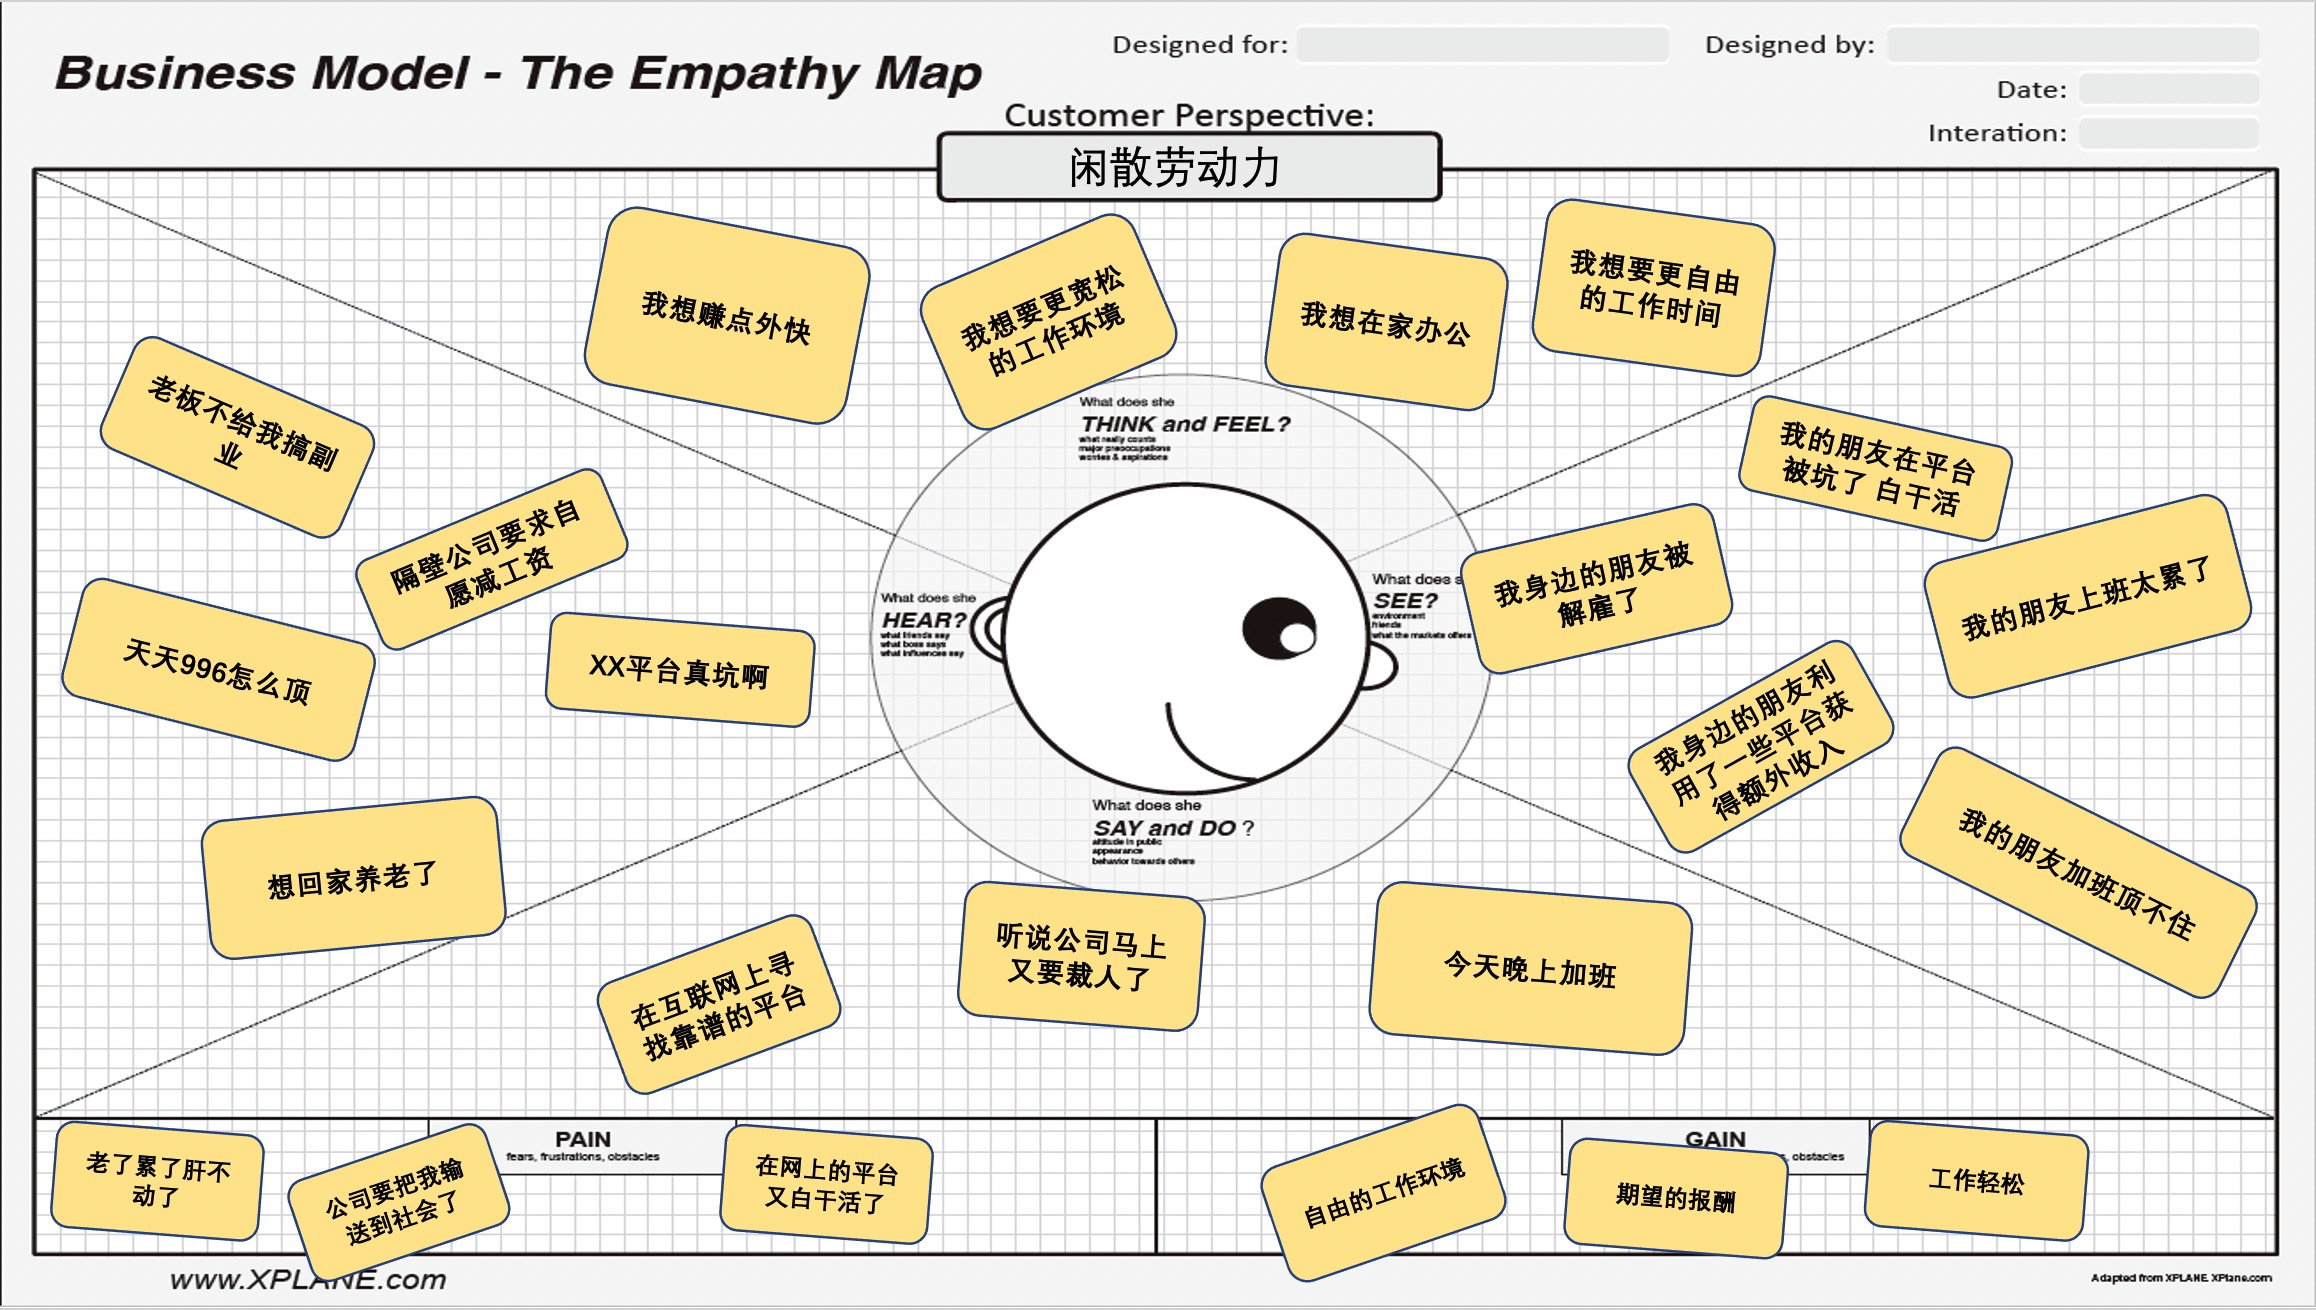 Business Model - The Empathy Map
Designed for:
Designed by:
Date:
Interation:
Customer Perspective:
闲散劳动力
我想赚点外快
我想要更宽松
的工作环境
我想在家办公
我想要更自由
的工作时间
老板不给我搞副
业
隔壁公司要求自
愿减工资
天天996怎么顶
XX平台真坑啊
想回家养老了
What does she
THINK and FEEL?
what really counts
major preoccupations
worries & aspirations
What does she
HEAR?
what friends say
what boss says
what influencers say
What does s
SEE?
environment
friends
what the markets offers
What does she
SAY and DO ?
attitude in public
appearance
behavior towards others
我的朋友在平台
被坑了 白干活
我身边的朋友被
解雇了
我的朋友上班太累了
我身边的朋友利
用了一些平台获
得额外收入
我的朋友加班顶不住
在互联网上寻
找靠谱的平台
听说公司马上
又要裁人了
今天晚上加班
PAIN
fears, frustrations, obstacles
老了累了肝不
动了
公司要把我输
送到社会了
在网上的平台
又白干活了
GAIN
s, obstacles
自由的工作环境
期望的报酬
工作轻松
www.XPLANE.com
Adapted from XPLANE. XPlane.com